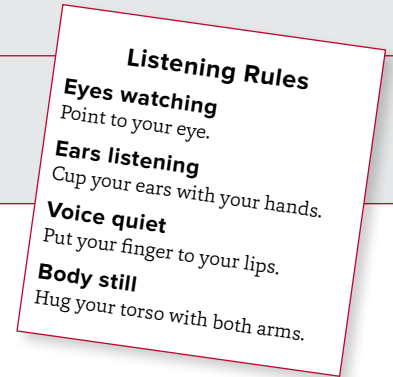 Listening Rules
Eyes watching
Point to your eye.
Ears listening
Cup your ears with your hands.
Voice quiet
Put your finger to your lips.
Body still
Hug your torso with both arms.